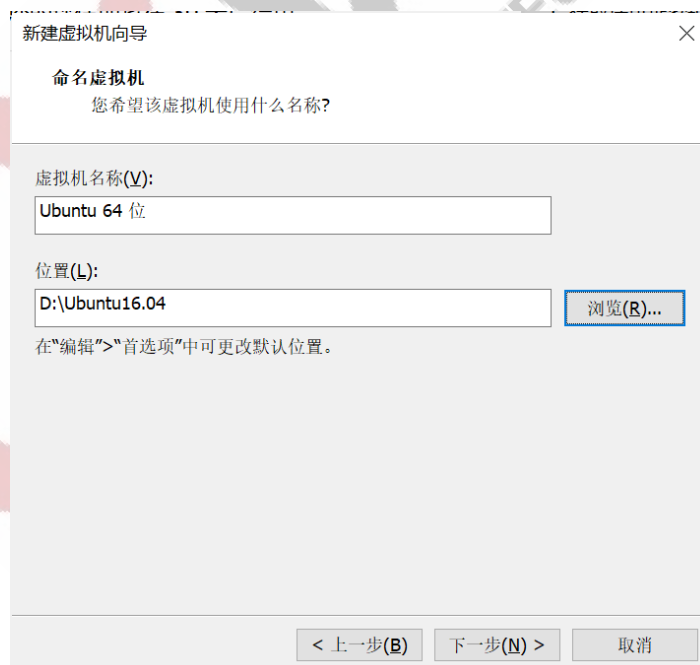 新建虚拟机向导
命名虚拟机
您希望该虚拟机使用什么名称?
虚拟机名称(V):
Ubuntu 64 位
位置(L):
D:\Ubuntu16.04
浏览(R)...
在“编辑”>“首选项”中可更改默认位置。
< 上一步(B)
下一步(N) >
取消